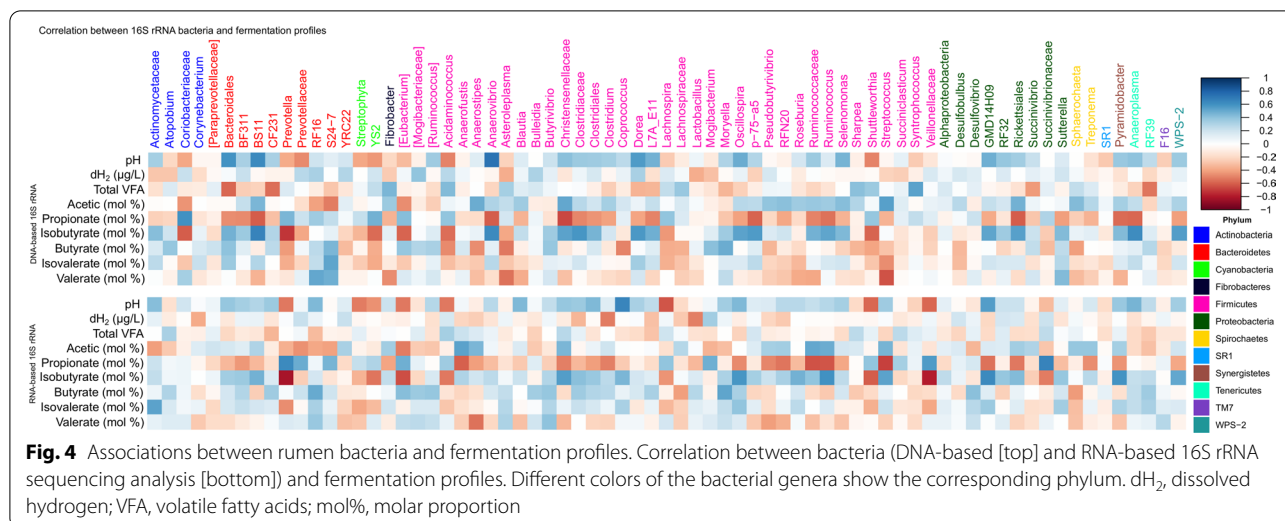 Correlation between 16S rRNA bacteria and fermentation profiles
Actinomycetaceae
Atopobium
Coriobacteriaceae
Corynebacterium
[Paraprevotellaceae]
Bacteroidales
BF311
BS11
CF231
Prevotella
Prevotellaceae
RF16
S24-7
YRC22
Streptophyta
YS2
Fibrobacter
[Eubacterium]
[Mogibacteriaceae]
[Ruminococcus]
Acidaminococcus
Anaerofustis
Anaerostipes
Anaerovibrio
Asteroleplasma
Blautia
Bulleidia
Butyrivibrio
Christensenellaceae
Clostridiaceae
Clostridiales
Clostridium
Coprococcus
Dorea
L7A_E11
Lachnospira
Lachnospiraceae
Lactobacillus
Mogibacterium
Moryella
Oscillospira
p-75-a5
Pseudobutyrivibrio
RFN20
Roseburia
Ruminococcaceae
Ruminococcus
Selenomonas
Sharpea
Shuttleworthia
Streptococcus
Succiniclasticum
Syntrophococcus
Veillonellaceae
Alphaproteobacteria
Desulfobulbus
Desulfovibrio
GMD14H09
RF32
Rickettsiales
Succinivibrio
Succinivibrionaceae
Sutterella
Sphaerochaeta
Treponema
SR1
Pyramidobacter
Anaeroplasma
RF39
F16
WPS-2
DNA-based 16S rRNA
pH
dH₂ (μg/L)
Total VFA
Acetic (mol %)
Propionate (mol %)
Isobutyrate (mol %)
Butyrate (mol %)
Isovalerate (mol %)
Valerate (mol %)
RNA-based 16S rRNA
pH
dH₂ (μg/L)
Total VFA
Acetic (mol %)
Propionate (mol %)
Isobutyrate (mol %)
Butyrate (mol %)
Isovalerate (mol %)
Valerate (mol %)
1
0.8
0.6
0.4
0.2
0
−0.2
−0.4
−0.6
−0.8
−1
Phylum
Actinobacteria
Bacteroidetes
Cyanobacteria
Fibrobacteres
Firmicutes
Proteobacteria
Spirochaetes
SR1
Synergistetes
Tenericutes
TM7
WPS−2
Fig. 4 Associations between rumen bacteria and fermentation profiles. Correlation between bacteria (DNA-based [top] and RNA-based 16S rRNA
sequencing analysis [bottom]) and fermentation profiles. Different colors of the bacterial genera show the corresponding phylum. dH₂, dissolved
hydrogen; VFA, volatile fatty acids; mol%, molar proportion